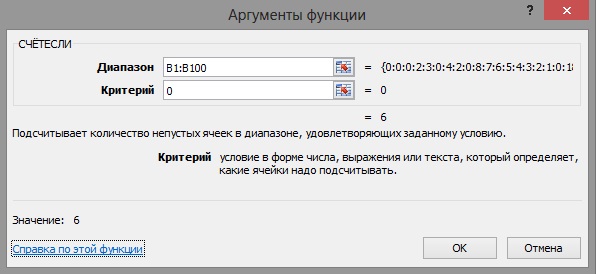 Аргументы функции
?
СЧЁТЕСЛИ
Диапазон B1:B100 = {0:0:0:2:3:0:4:2:0:8:7:6:5:4:3:2:1:0:18
Критерий 0 = 0
= 6
Подсчитывает количество непустых ячеек в диапазоне, удовлетворяющих заданному условию.
Критерий условие в форме числа, выражения или текста, который определяет,
какие ячейки надо подсчитывать.
Значение: 6
Справка по этой функции
ОК
Отмена